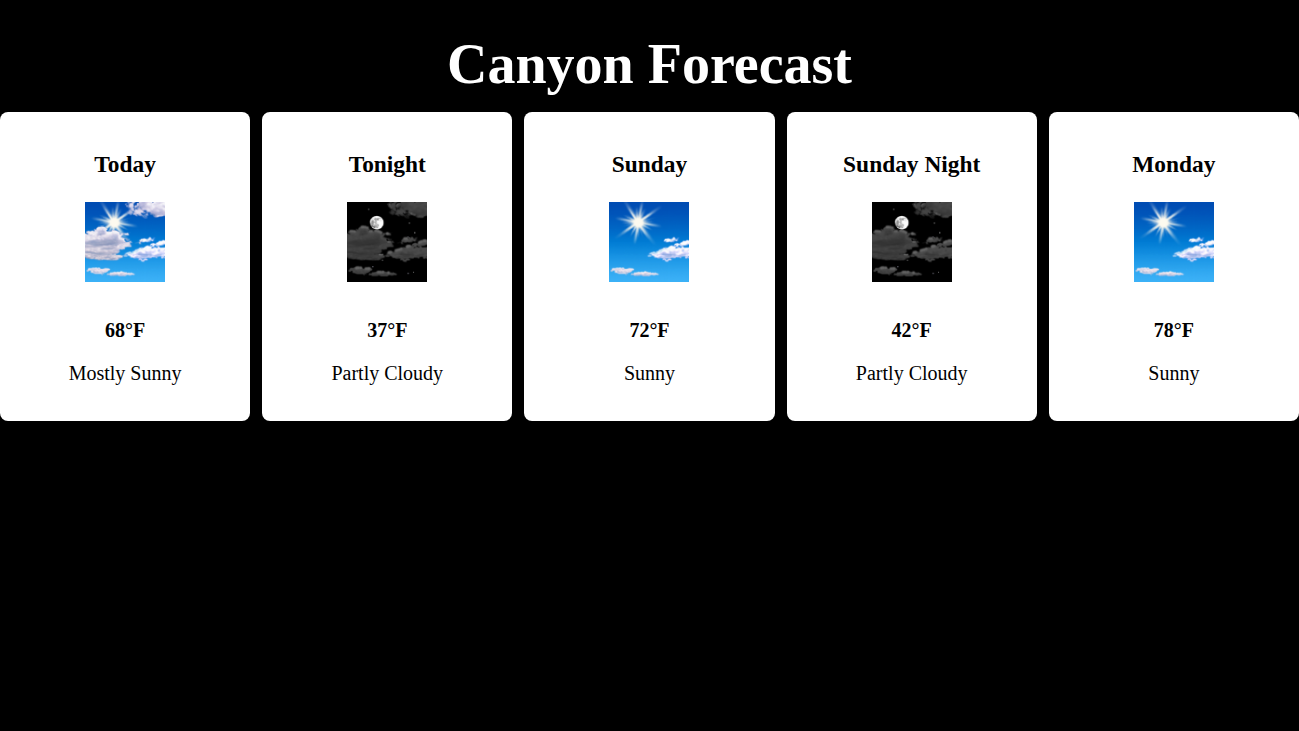 Canyon Forecast
Today
68°F
Mostly Sunny
Tonight
37°F
Partly Cloudy
Sunday
72°F
Sunny
Sunday Night
42°F
Partly Cloudy
Monday
78°F
Sunny